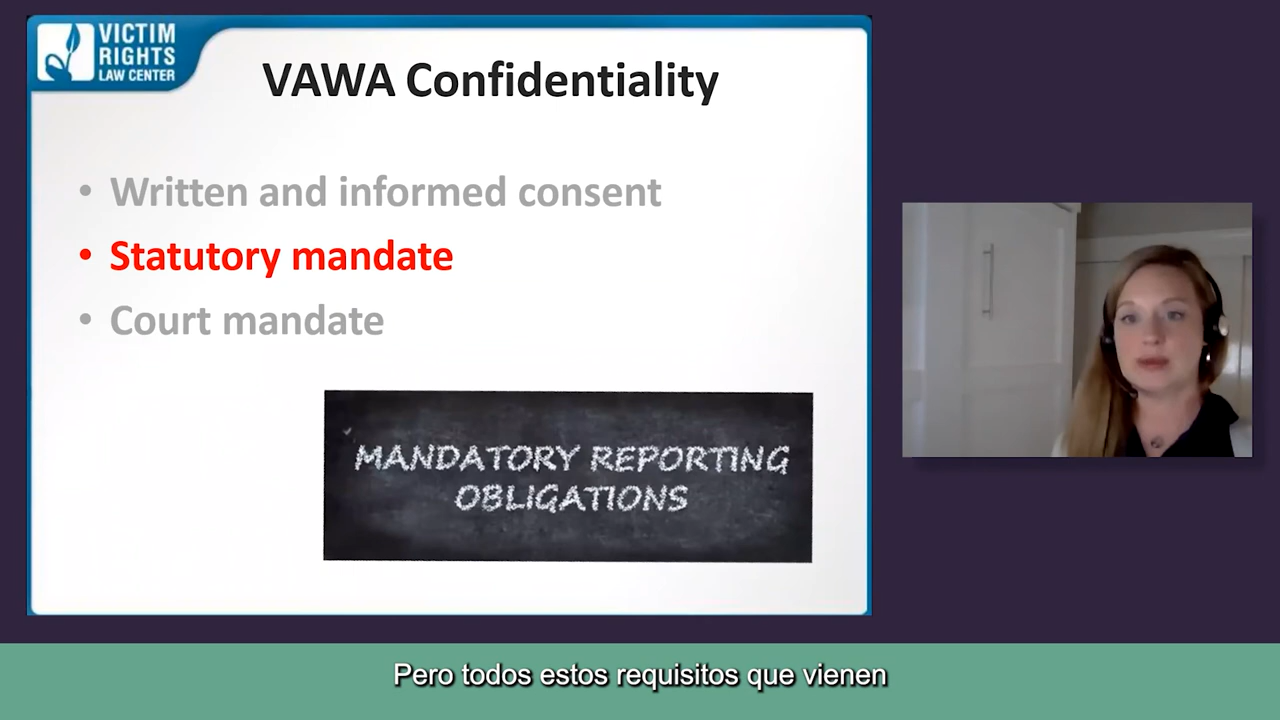 VICTIM
RIGHTS
LAW CENTER
VAWA Confidentiality
• Written and informed consent
• Statutory mandate
• Court mandate
MANDATORY REPORTING
OBLIGATIONS
Pero todos estos requisitos que vienen